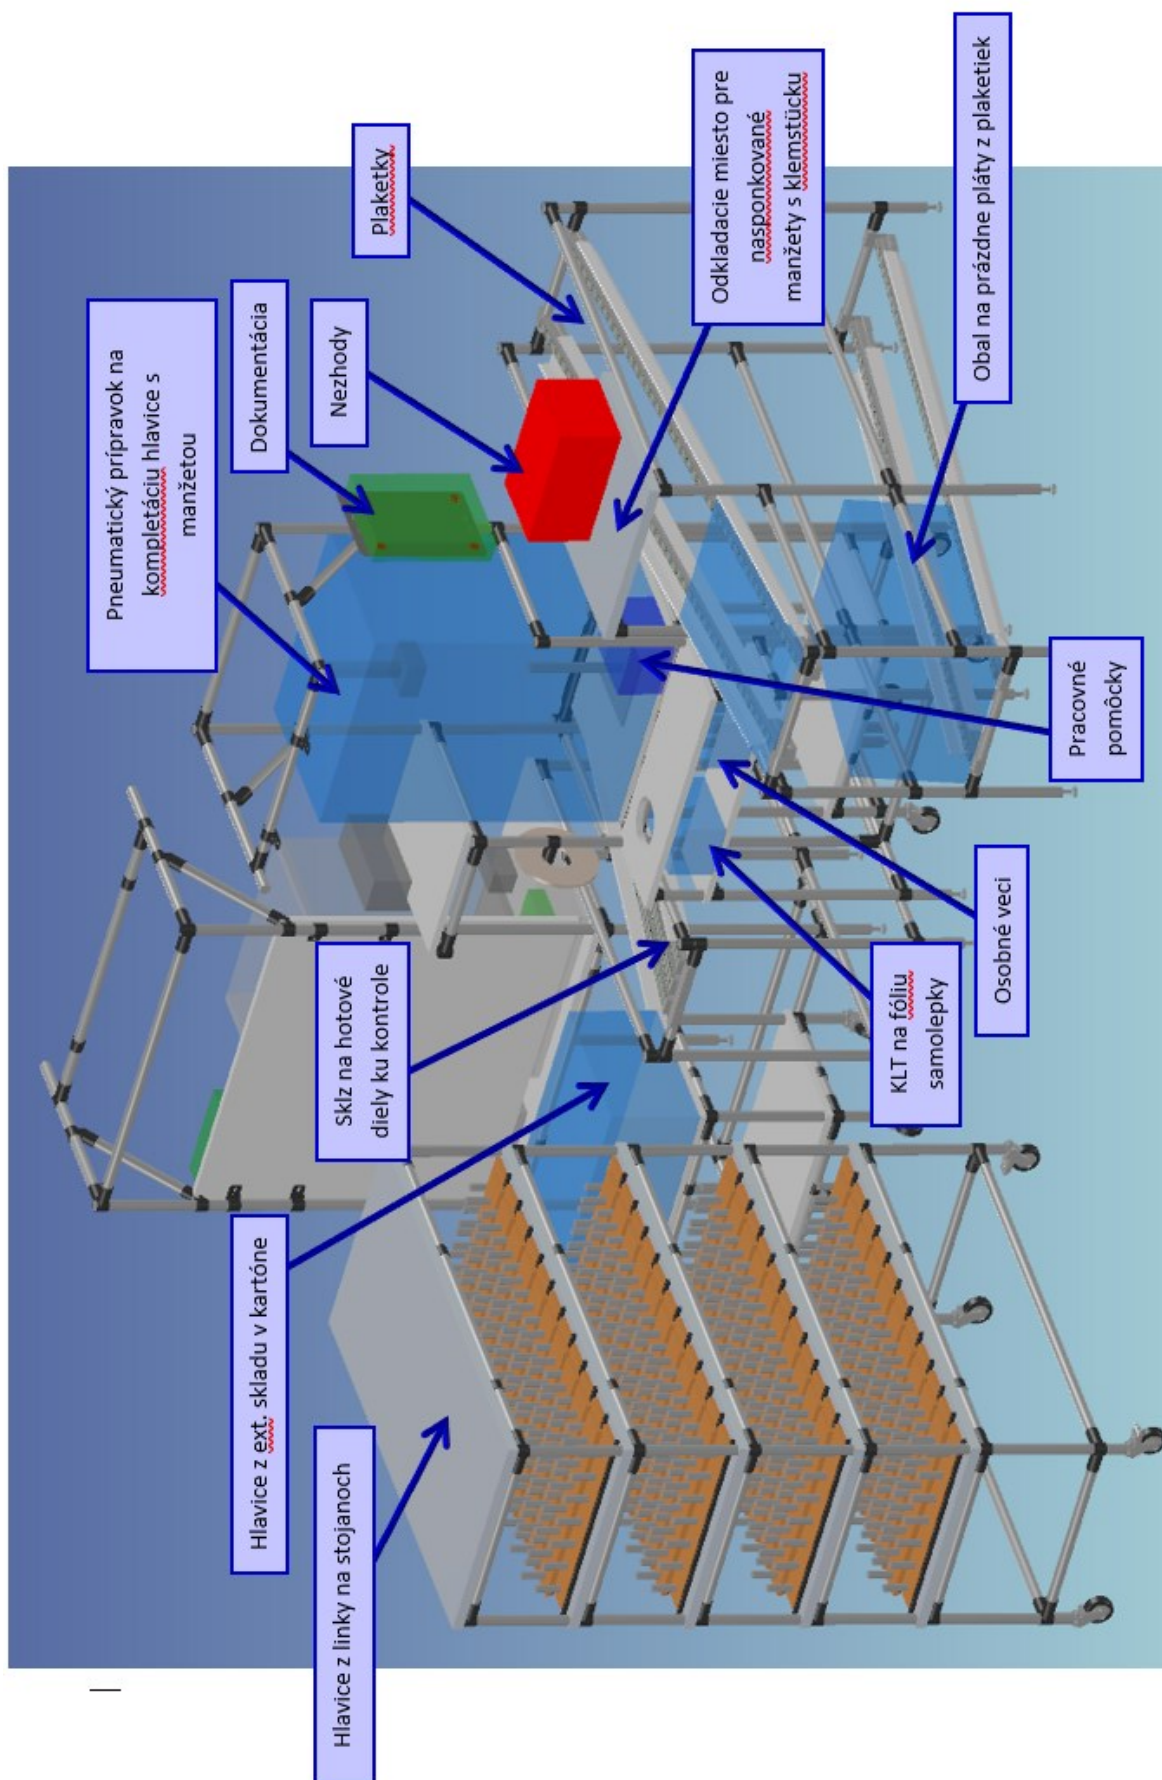 Pneumatický prípravok na
kompletáciu hlavice s
manžetou
Dokumentácia
Nezhody
Plaketky
Odkladacie miesto pre
nasponkované
manžety s klemstücku
Obal na prázdne pláty z plaketiek
Pracovné
pomôcky
Osobné veci
KLT na fóliu
samolepky
Sklz na hotové
diely ku kontrole
Hlavice z ext. skladu v kartóne
Hlavice z linky na stojanoch